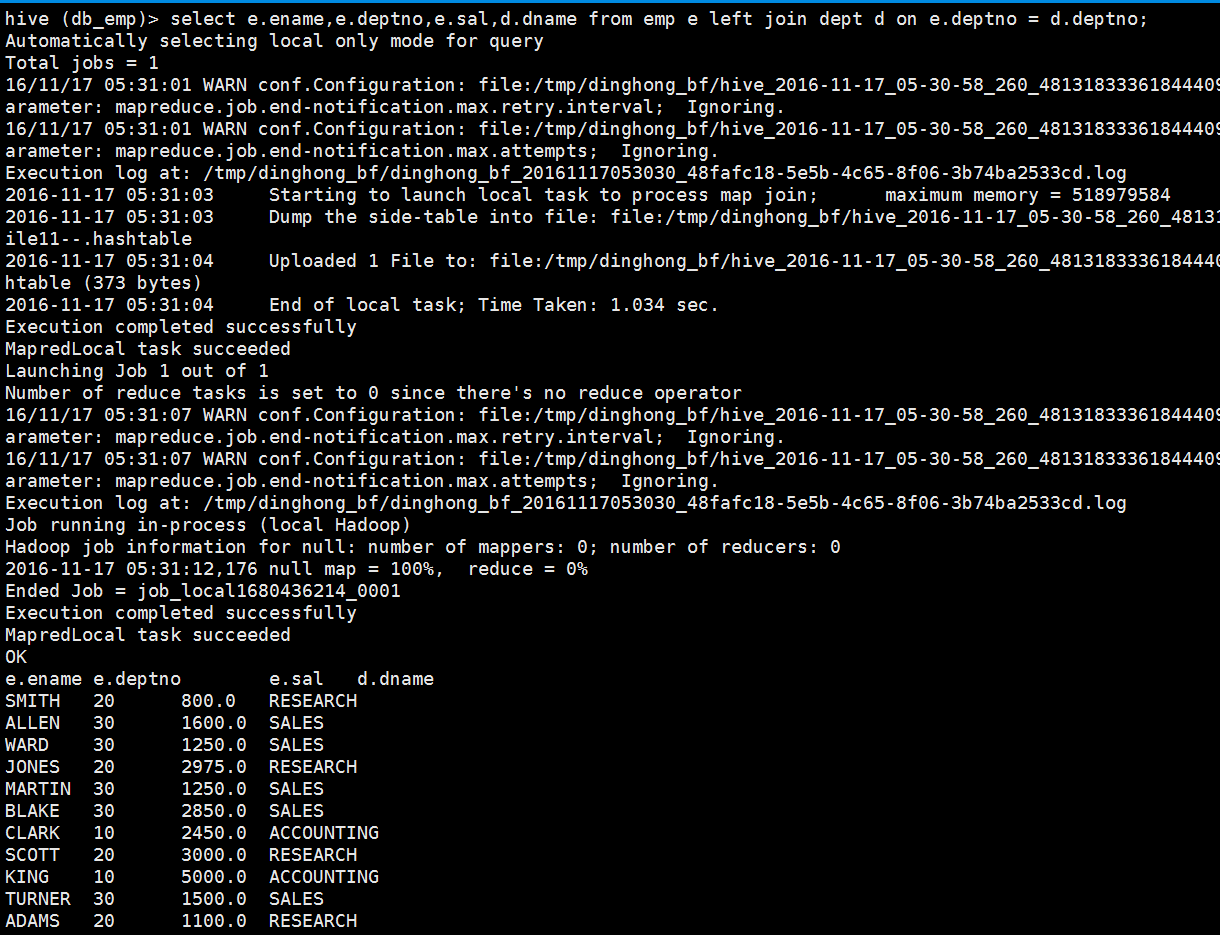 hive (db_emp)> select e.ename,e.deptno,e.sal,d.dname from emp e left join dept d on e.deptno = d.deptno;
Automatically selecting local only mode for query
Total jobs = 1
16/11/17 05:31:01 WARN conf.Configuration: file:/tmp/dinghong_bf/hive_2016-11-17_05-30-58_260_4813183336184440 9
arameter: mapreduce.job.end-notification.max.retry.interval;  Ignoring.
16/11/17 05:31:01 WARN conf.Configuration: file:/tmp/dinghong_bf/hive_2016-11-17_05-30-58_260_48131833361844409
arameter: mapreduce.job.end-notification.max.attempts;  Ignoring.
Execution log at: /tmp/dinghong_bf/dinghong_bf_20161117053030_48fafc18-5e5b-4c65-8f06-3b74ba2533cd.log
2016-11-17 05:31:03     Starting to launch local task to process map join;      maximum memory = 518979584
2016-11-17 05:31:03     Dump the side-table into file: file:/tmp/dinghong_bf/hive_2016-11-17_05-30-58_260_48131
ile11--.hashtable
2016-11-17 05:31:04     Uploaded 1 File to: file:/tmp/dinghong_bf/hive_2016-11-17_05-30-58_260_4813183336184440
htable (373 bytes)
2016-11-17 05:31:04     End of local task; Time Taken: 1.034 sec.
Execution completed successfully
MapredLocal task succeeded
Launching Job 1 out of 1
Number of reduce tasks is set to 0 since there's no reduce operator
16/11/17 05:31:07 WARN conf.Configuration: file:/tmp/dinghong_bf/hive_2016-11-17_05-30-58_260_48131833361844409
arameter: mapreduce.job.end-notification.max.retry.interval;  Ignoring.
16/11/17 05:31:07 WARN conf.Configuration: file:/tmp/dinghong_bf/hive_2016-11-17_05-30-58_260_48131833361844409
arameter: mapreduce.job.end-notification.max.attempts;  Ignoring.
Execution log at: /tmp/dinghong_bf/dinghong_bf_20161117053030_48fafc18-5e5b-4c65-8f06-3b74ba2533cd.log
Job running in-process (local Hadoop)
Hadoop job information for null: number of mappers: 0; number of reducers: 0
2016-11-17 05:31:12,176 null map = 100%,  reduce = 0%
Ended Job = job_local1680436214_0001
Execution completed successfully
MapredLocal task succeeded
OK
e.ename e.deptno        e.sal   d.dname
SMITH   20      800.0   RESEARCH
ALLEN   30      1600.0  SALES
WARD    30      1250.0  SALES
JONES   20      2975.0  RESEARCH
MARTIN  30      1250.0  SALES
BLAKE   30      2850.0  SALES
CLARK   10      2450.0  ACCOUNTING
SCOTT   20      3000.0  RESEARCH
KING    10      5000.0  ACCOUNTING
TURNER  30      1500.0  SALES
ADAMS   20      1100.0  RESEARCH